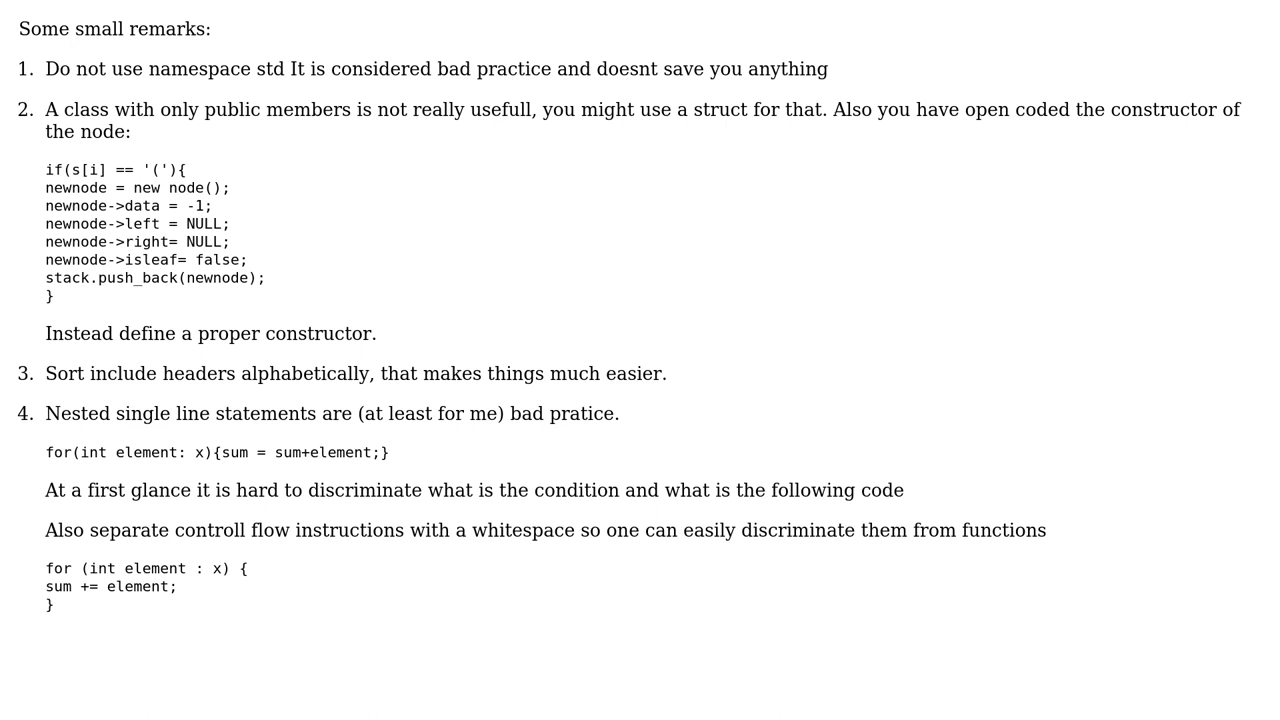 Some small remarks:
1. Do not use namespace std It is considered bad practice and doesnt save you anything
2. A class with only public members is not really usefull, you might use a struct for that. Also you have open coded the constructor of
the node:
if(s[i] == '('){
newnode = new node();
newnode->data = -1;
newnode->left = NULL;
newnode->right= NULL;
newnode->isleaf= false;
stack.push_back(newnode);
}
Instead define a proper constructor.
3. Sort include headers alphabetically, that makes things much easier.
4. Nested single line statements are (at least for me) bad pratice.
for(int element: x){sum = sum+element;}
At a first glance it is hard to discriminate what is the condition and what is the following code
Also separate controll flow instructions with a whitespace so one can easily discriminate them from functions
for (int element : x) {
sum += element;
}